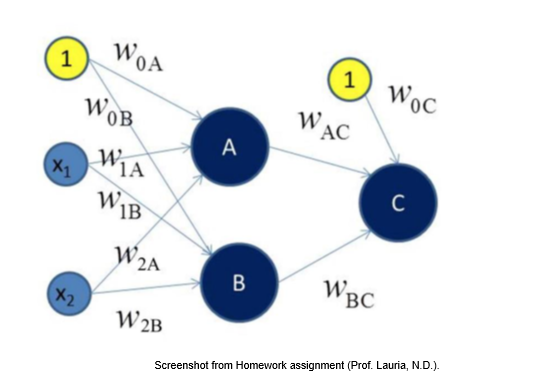 1
w0A
1
w0B
w0C
A
wAC
x1
w1A
w1B
C
w2A
B
x2
wBC
w2B
Screenshot from Homework assignment (Prof. Lauria, N.D.).